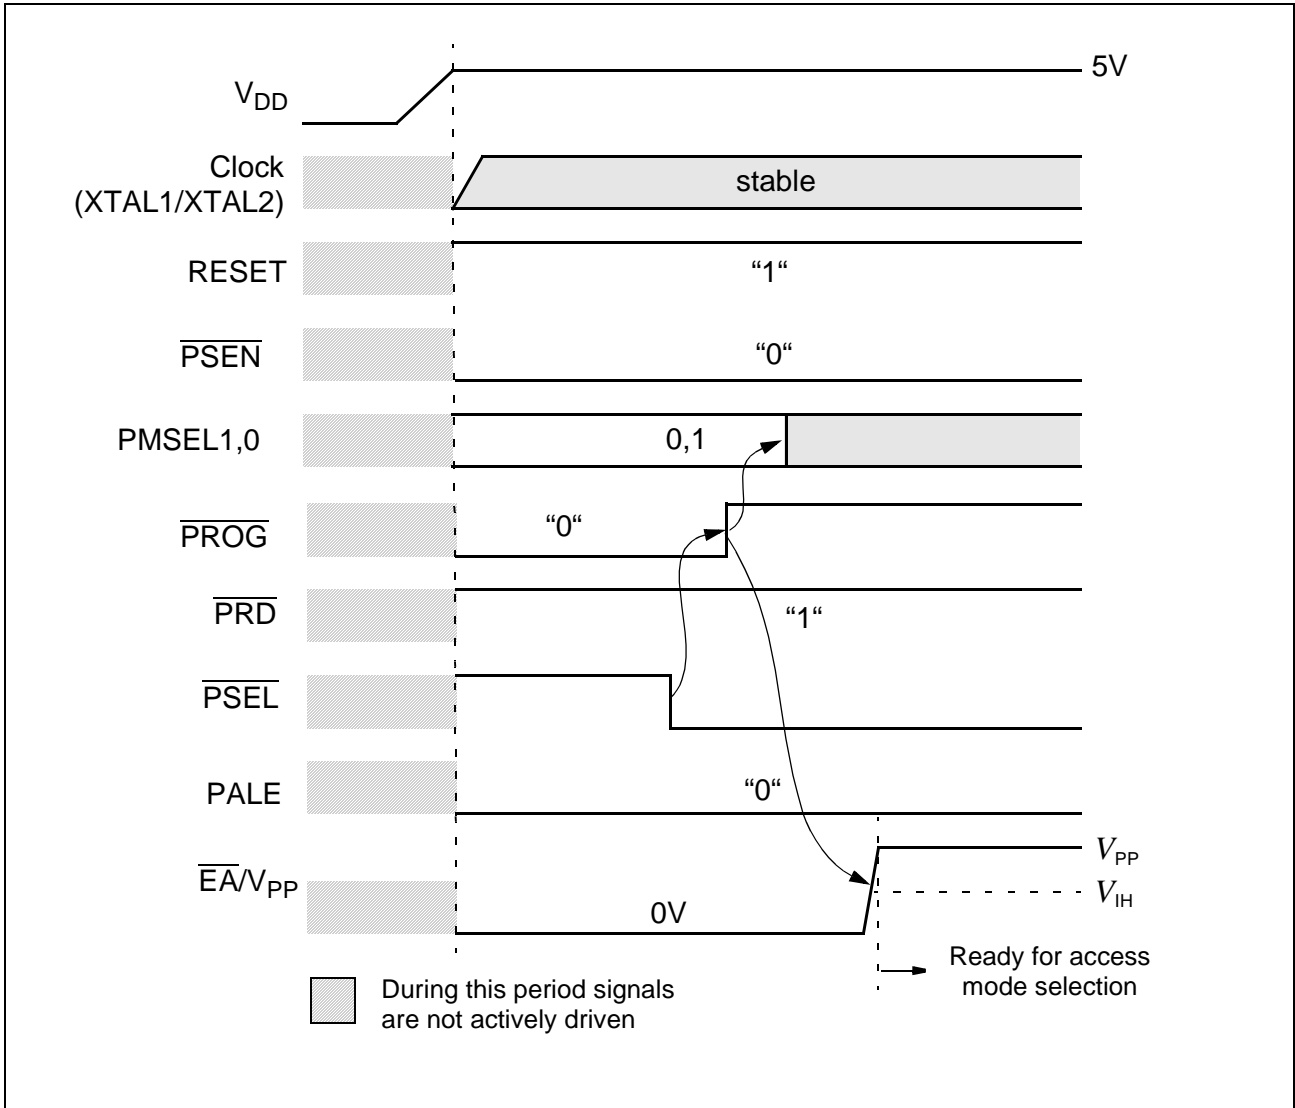 5V
VDD
Clock
(XTAL1/XTAL2)
stable
RESET
“1“
PSEN
“0“
PMSEL1,0
0,1
PROG
“0“
PRD
“1“
PSEL
PALE
“0“
EA/VPP
0V
VPP
VIH
Ready for access
mode selection
During this period signals
are not actively driven